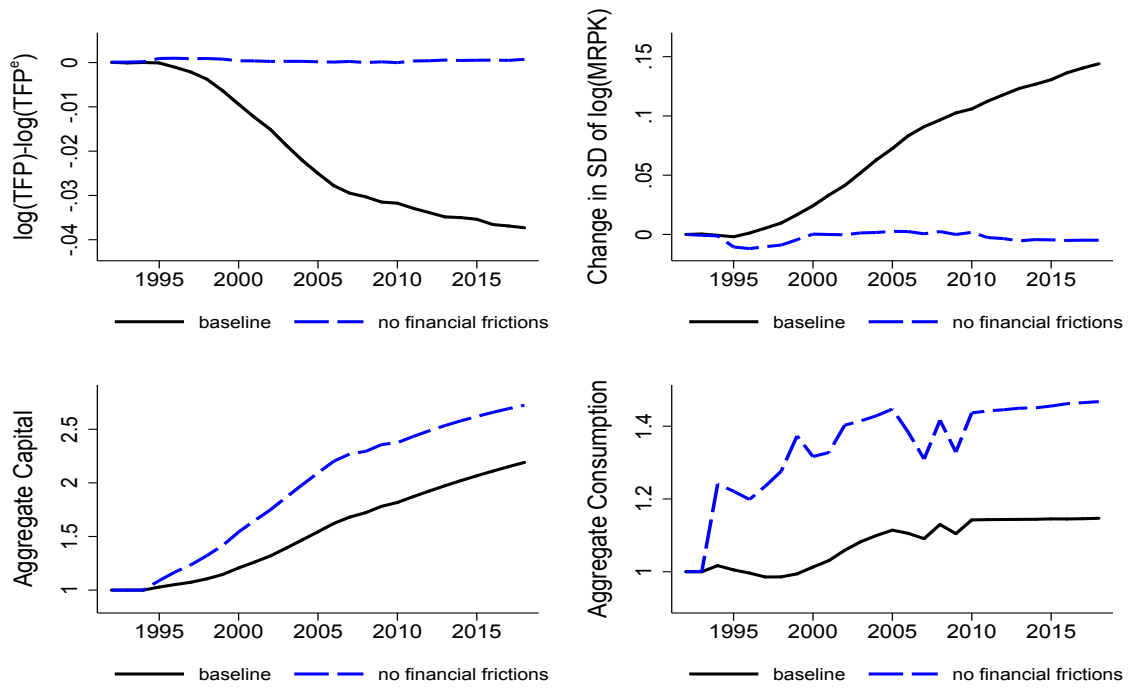 log(TFP)-log(TFPᵉ)
0
-.01
-.02
-.03
-.04
1995 2000 2005 2010 2015
baseline no financial frictions
Change in SD of log(MRPK)
.15
.1
.05
0
1995 2000 2005 2010 2015
baseline no financial frictions
Aggregate Capital
2.5
2
1.5
1
1995 2000 2005 2010 2015
baseline no financial frictions
Aggregate Consumption
1.4
1.2
1
1995 2000 2005 2010 2015
baseline no financial frictions